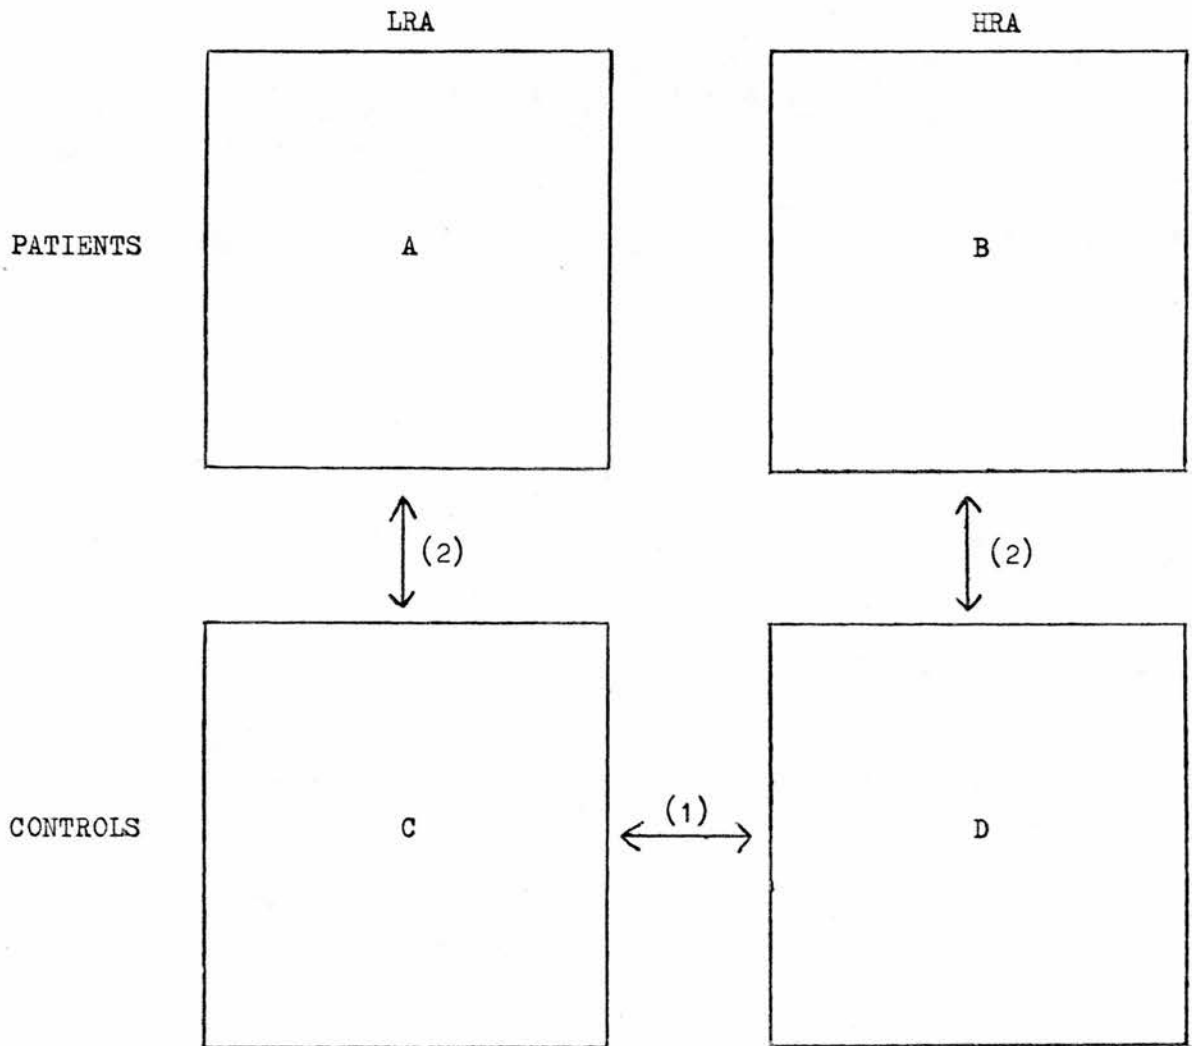 LRA HRA
PATIENTS A B
(2) (2)
(1)
CONTROLS C D